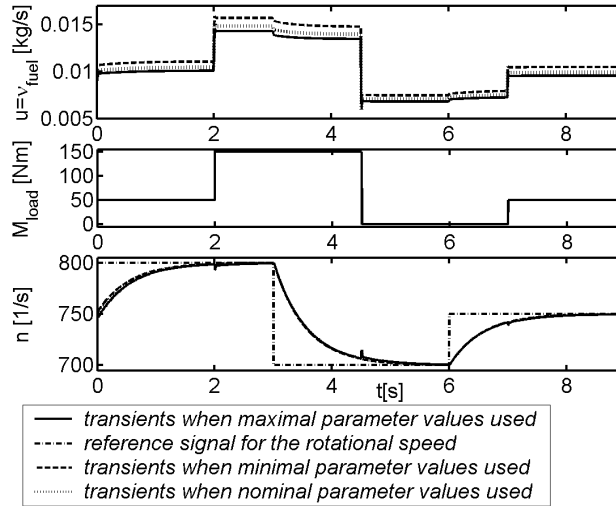 0.015
0.01
0.005
u=ν_fuel [kg/s]
0 2 4 6 8
150
100
50
0
M_load [Nm]
0 2 4 6 8
800
750
700
n [1/s]
0 2 4 6 8
t[s]
transients when maximal parameter values used
reference signal for the rotational speed
transients when minimal parameter values used
transients when nominal parameter values used